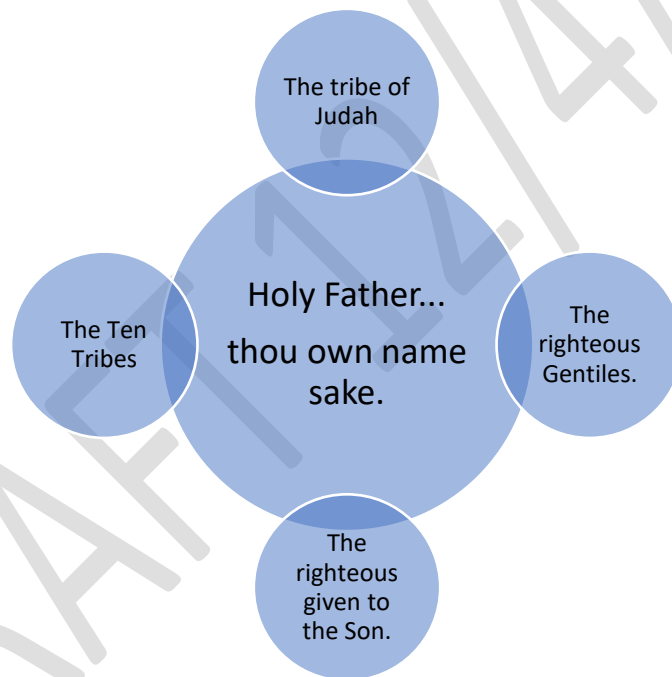 The tribe of
Judah
Holy Father...
thou own name
sake.
The Ten
Tribes
The
righteous
Gentiles.
The
righteous
given to
the Son.